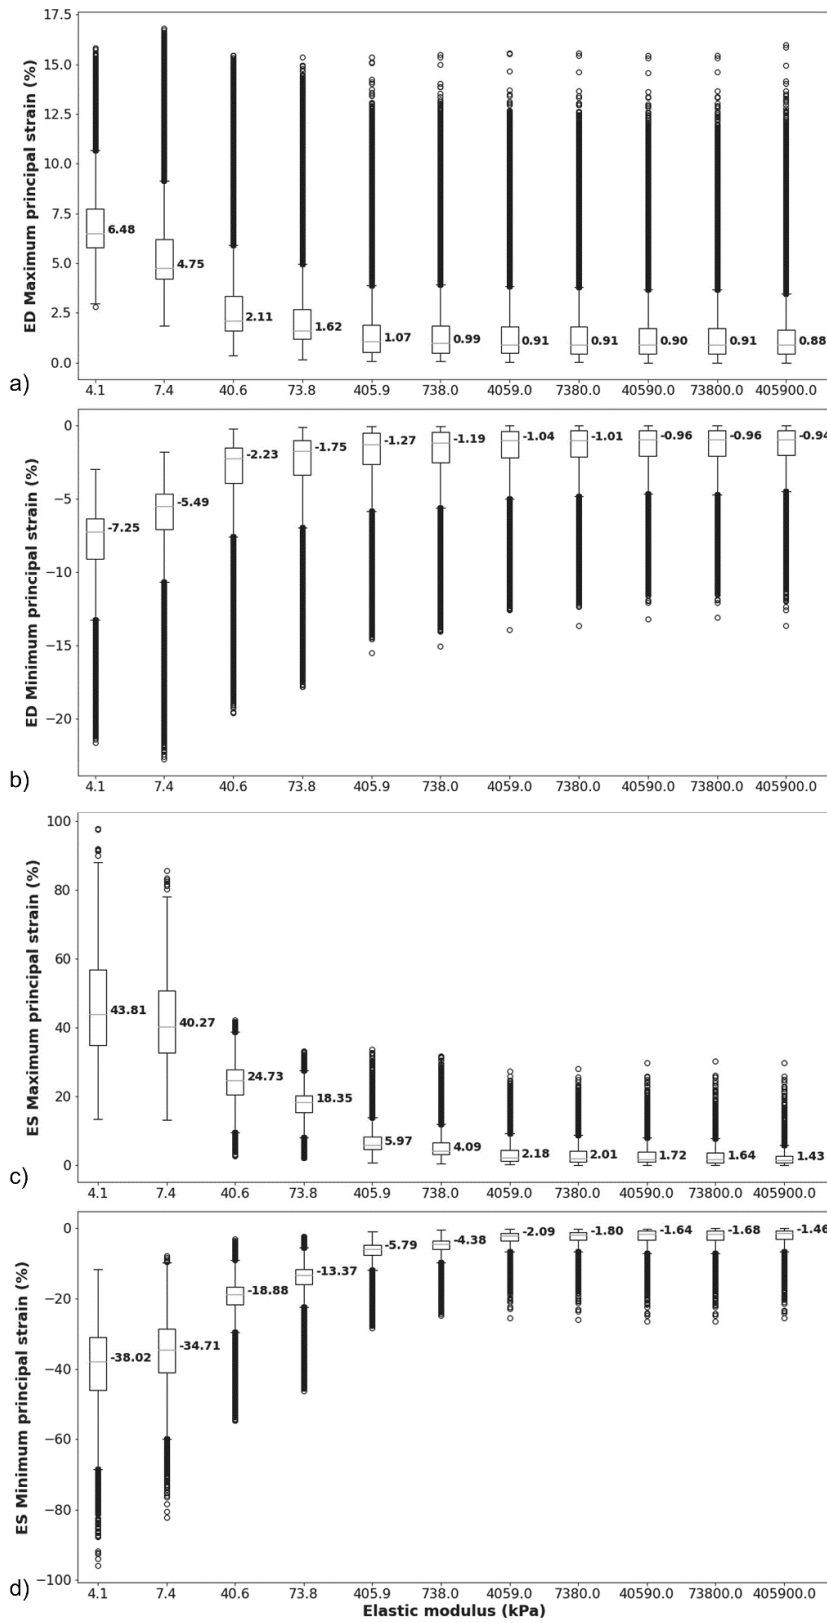 17.5
15.0
12.5
10.0
7.5
5.0
2.5
0.0
ED Maximum principal strain (%)
6.48 4.75 2.11 1.62 1.07 0.99 0.91 0.91 0.90 0.91 0.88
a)
4.1 7.4 40.6 73.8 405.9 738.0 4059.0 7380.0 40590.0 73800.0 405900.0
0
−5
−10
−15
−20
ED Minimum principal strain (%)
-7.25 -5.49 -2.23 -1.75 -1.27 -1.19 -1.04 -1.01 -0.96 -0.96 -0.94
b)
4.1 7.4 40.6 73.8 405.9 738.0 4059.0 7380.0 40590.0 73800.0 405900.0
100
80
60
40
20
0
ES Maximum principal strain (%)
43.81 40.27 24.73 18.35 5.97 4.09 2.18 2.01 1.72 1.64 1.43
c)
4.1 7.4 40.6 73.8 405.9 738.0 4059.0 7380.0 40590.0 73800.0 405900.0
0
−20
−40
−60
−80
−100
ES Minimum principal strain (%)
-38.02 -34.71 -18.88 -13.37 -5.79 -4.38 -2.09 -1.80 -1.64 -1.68 -1.46
d)
4.1 7.4 40.6 73.8 405.9 738.0 4059.0 7380.0 40590.0 73800.0 405900.0
Elastic modulus (kPa)